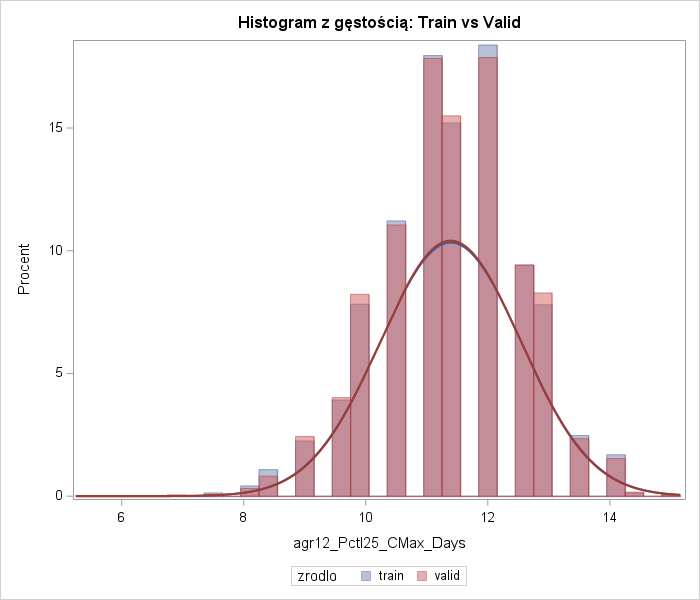 Histogram z gęstością: Train vs Valid
Procent
15
10
5
0
6 8 10 12 14
agr12_Pctl25_CMax_Days
zrodlo train valid